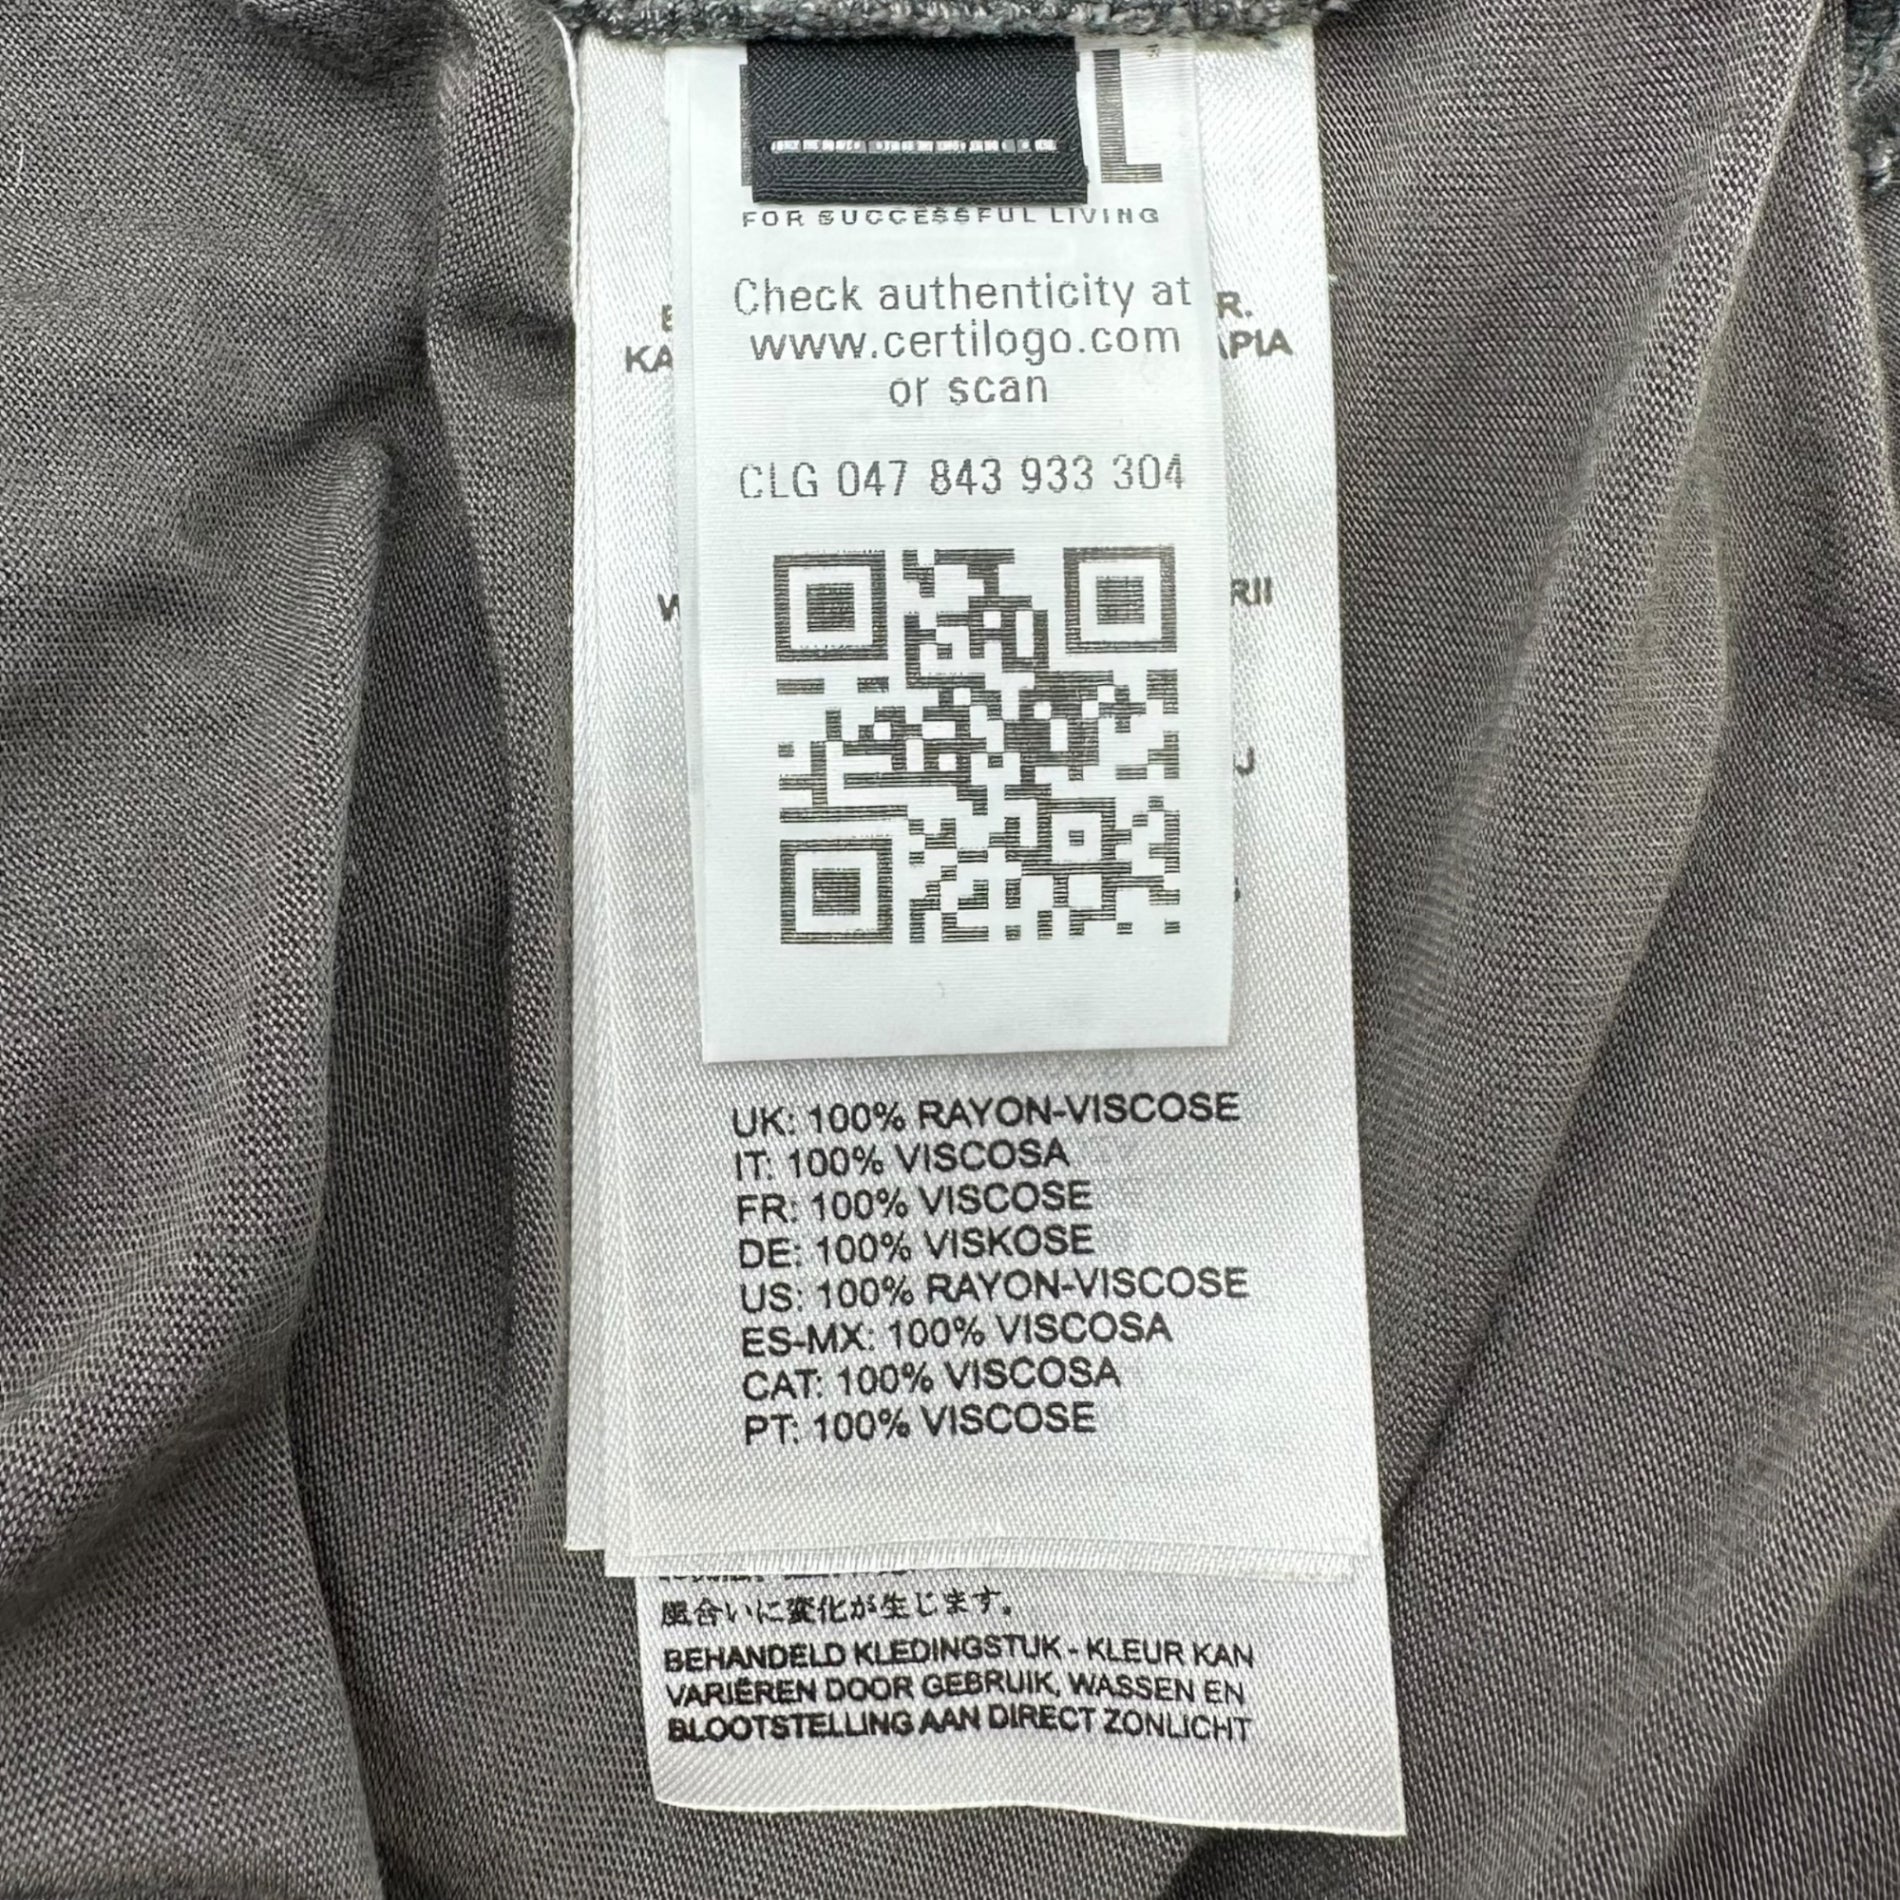 L
FOR SUCCESSFUL LIVING
Check authenticity at
www.certilogo.com
or scan
CLG 047 843 933 304
R.
KA
APIA
RII
UK: 100% RAYON-VISCOSE
IT: 100% VISCOSA
FR: 100% VISCOSE
DE: 100% VISKOSE
US: 100% RAYON-VISCOSE
ES-MX: 100% VISCOSA
CAT: 100% VISCOSA
PT: 100% VISCOSE
風合いに変化が生じます。
BEHANDELD KLEDINGSTUK - KLEUR KAN
VARIËREN DOOR GEBRUIK, WASSEN EN
BLOOTSTELLING AAN DIRECT ZONLICHT